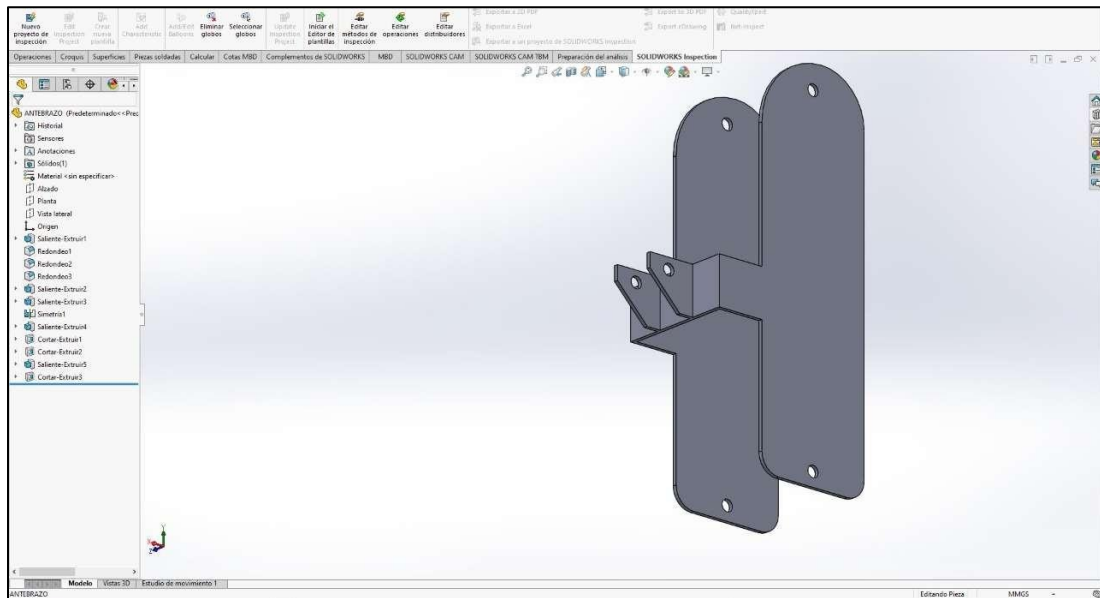 Nuevo proyecto de inspección
Edit Inspection Project
Add Characteristic
Add/Edit Balloons
Eliminar globos
Seleccionar globos
Update Inspection Project
Iniciar el Editor de plantillas
Editar métodos de inspección
Editar operaciones
Editar distribuidores
Exportar a 2D PDF
Exportar a Excel
Exportar a un proyecto de SOLIDWORKS Inspection
Export to 3D PDF
Export eDrawing
QualityXpert
Net-Inspect
Operaciones Croquis Superficies Piezas soldadas Calcular Cotas MBD Complementos de SOLIDWORKS MBD SOLIDWORKS CAM SOLIDWORKS CAM TBM Preparación del análisis SOLIDWORKS Inspection
ANTEBRAZO (Predeterminado<<Prec
Historial
Sensores
Anotaciones
Sólidos(1)
Material <sin especificar>
Alzado
Planta
Vista lateral
Origen
Saliente-Extruir1
Redondeo1
Redondeo2
Redondeo3
Saliente-Extruir2
Saliente-Extruir3
Simetría1
Saliente-Extruir4
Cortar-Extruir1
Cortar-Extruir2
Saliente-Extruir5
Cortar-Extruir3
Y
Z
Modelo Vistas 3D Estudio de movimiento 1
ANTEBRAZO
Editando Pieza
MMGS